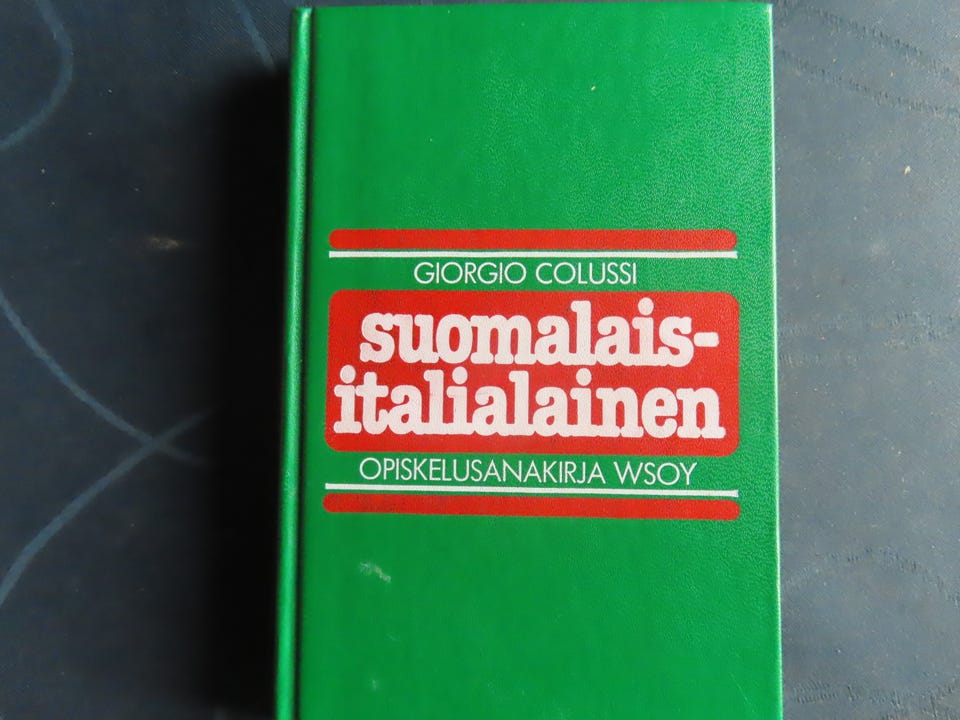 GIORGIO COLUSSI
suomalais-
italialainen
OPISKELUSANAKIRJA WSOY